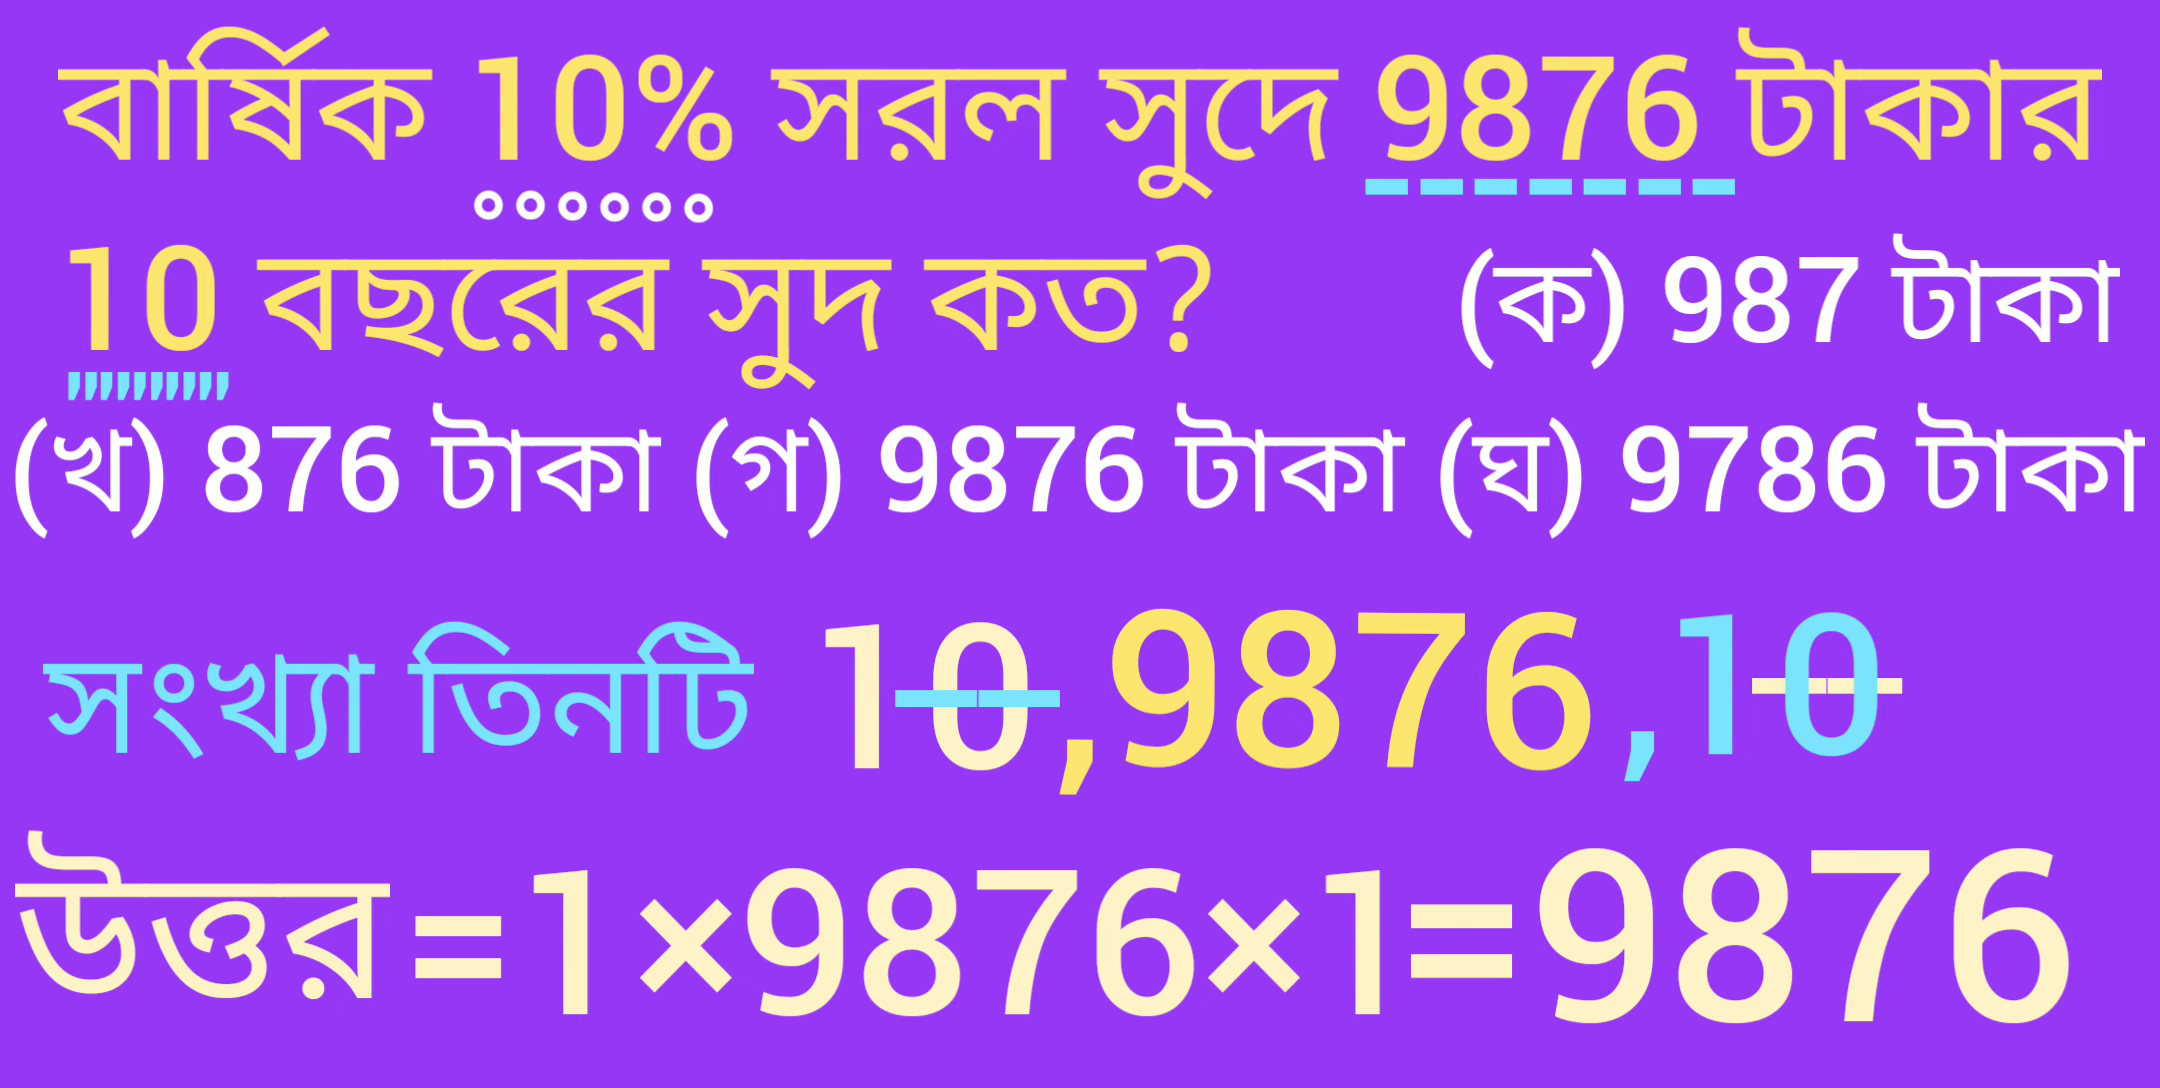 বার্ষিক 10% সরল সুদে 9876 টাকার
10 বছরের সুদ কত? (ক) 987 টাকা
(খ) 876 টাকা (গ) 9876 টাকা (ঘ) 9786 টাকা
সংখ্যা তিনটি 10,9876,10
উত্তর=1×9876×1=9876